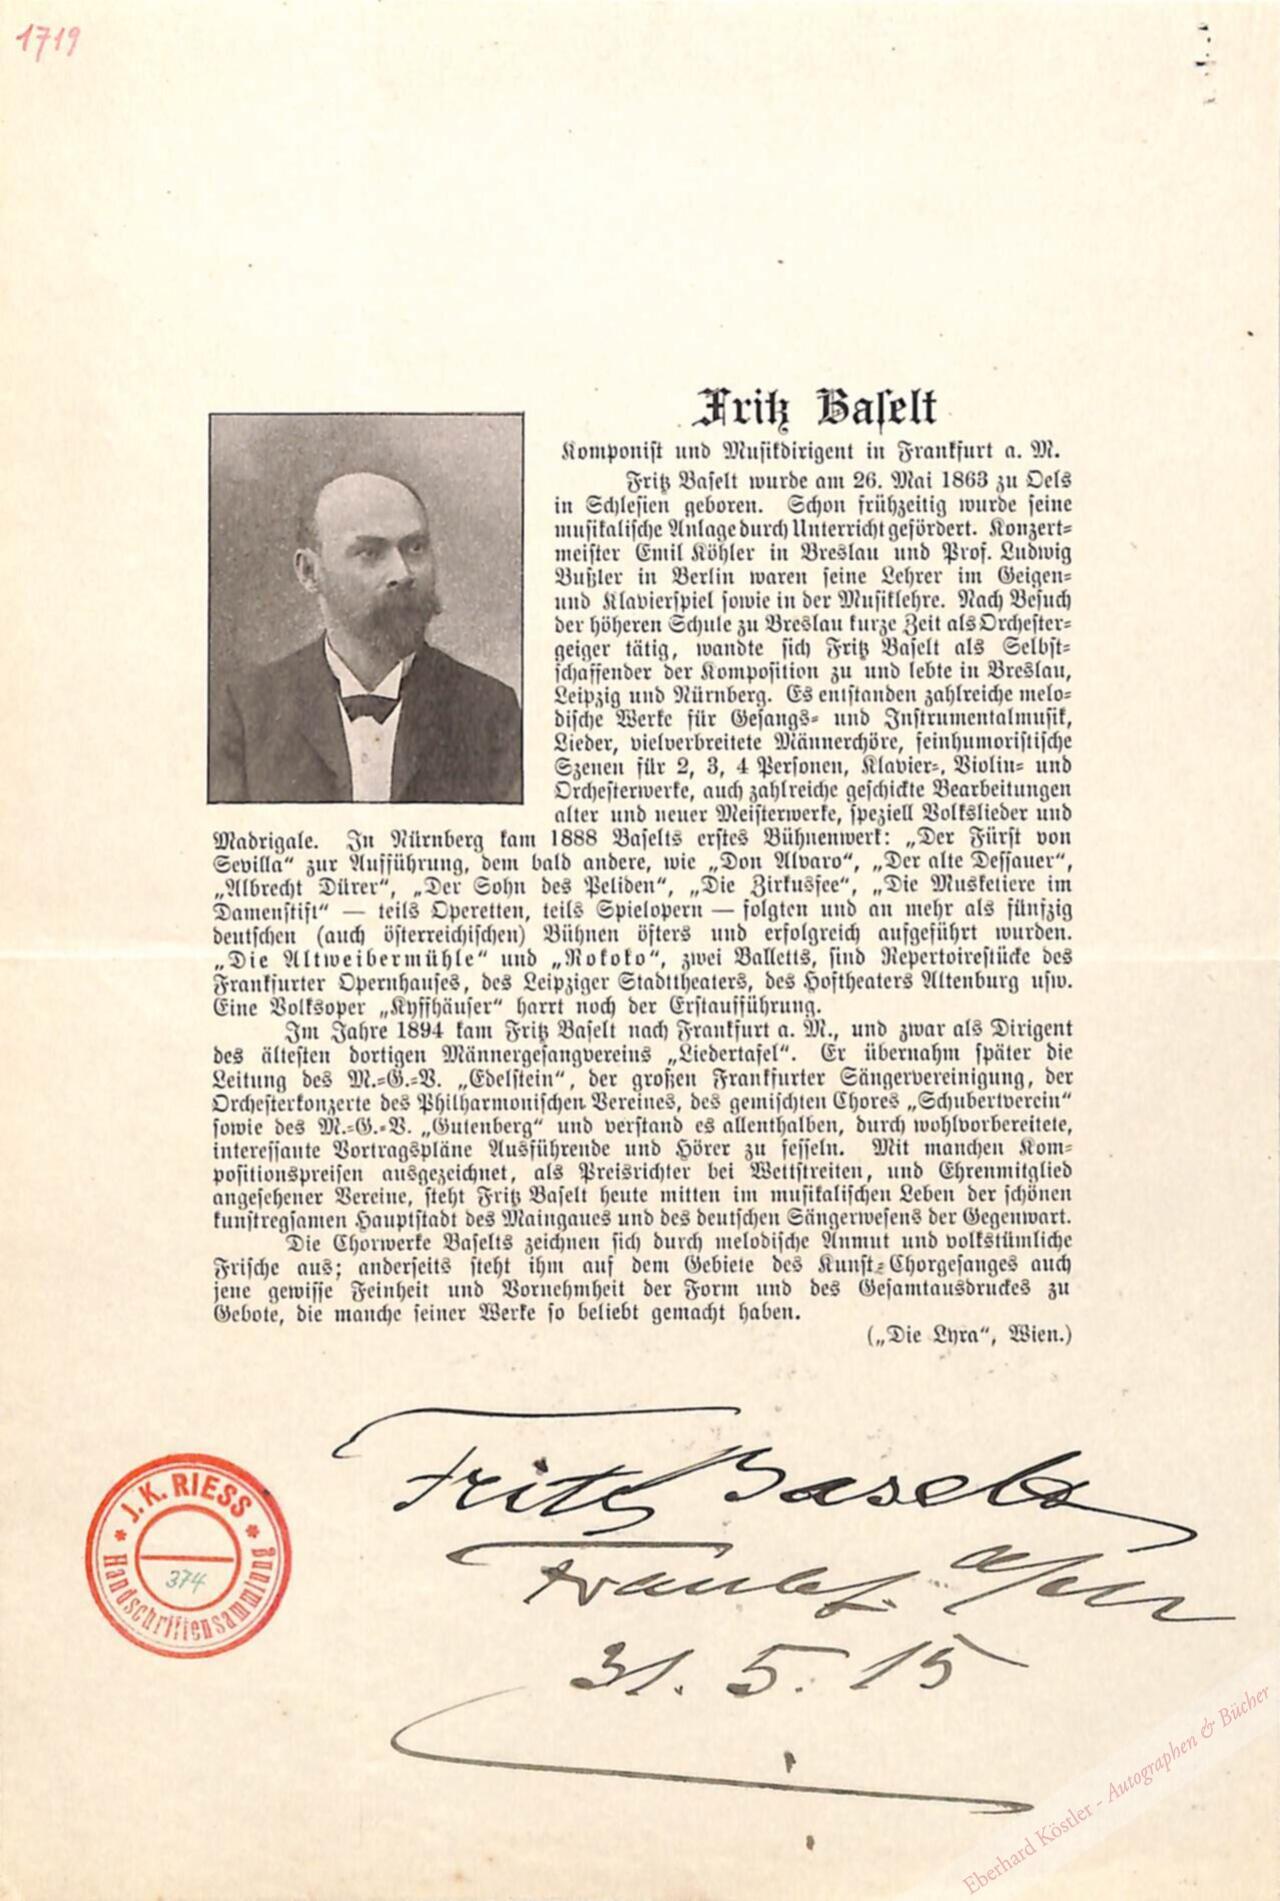 1719
Fritz Baselt
Komponist und Musikdirigent in Frankfurt a. M.
Fritz Baselt wurde am 26. Mai 1863 zu Oels
in Schlesien geboren. Schon frühzeitig wurde seine
musikalische Anlage durch Unterricht gefördert. Konzert-
meister Emil Köhler in Breslau und Prof. Ludwig
Bußler in Berlin waren seine Lehrer im Geigen-
und Klavierspiel sowie in der Musiklehre. Nach Besuch
der höheren Schule zu Breslau kurze Zeit als Orchester-
geiger tätig, wandte sich Fritz Baselt als Selbst-
schaffender der Komposition zu und lebte in Breslau,
Leipzig und Nürnberg. Es entstanden zahlreiche melo-
dische Werke für Gesangs- und Instrumentalmusik,
Lieder, vielverbreitete Männerchöre, feinhumoristische
Szenen für 2, 3, 4 Personen, Klavier-, Violin- und
Orchesterwerke, auch zahlreiche geschickte Bearbeitungen
alter und neuer Meisterwerke, speziell Volkslieder und
Madrigale. In Nürnberg kam 1888 Baselts erstes Bühnenwerk: „Der Fürst von
Sevilla“ zur Aufführung, dem bald andere, wie „Don Alvaro“, „Der alte Dessauer“,
„Albrecht Dürer“, „Der Sohn des Peliden“, „Die Zirkusfee“, „Die Musketiere im
Damenstift“ — teils Operetten, teils Spielopern — folgten und an mehr als fünfzig
deutschen (auch österreichischen) Bühnen öfters und erfolgreich aufgeführt wurden.
„Die Altweibermühle“ und „Rokoko“, zwei Balletts, sind Repertoirestücke des
Frankfurter Opernhauses, des Leipziger Stadttheaters, des Hoftheaters Altenburg usw.
Eine Volksoper „Kyffhäuser“ harrt noch der Erstaufführung.
Im Jahre 1894 kam Fritz Baselt nach Frankfurt a. M., und zwar als Dirigent
des ältesten dortigen Männergesangvereins „Liedertafel“. Er übernahm später die
Leitung des M.-G.-V. „Edelstein“, der großen Frankfurter Sängervereinigung, der
Orchesterkonzerte des Philharmonischen Vereines, des gemischten Chores „Schubertverein“
sowie des M.-G.-V. „Gutenberg“ und verstand es allenthalben, durch wohlvorbereitete,
interessante Vortragspläne Ausführende und Hörer zu fesseln. Mit manchen Kom-
positionspreisen ausgezeichnet, als Preisrichter bei Wettstreiten, und Ehrenmitglied
angesehener Vereine, steht Fritz Baselt heute mitten im musikalischen Leben der schönen
kunstregsamen Hauptstadt des Maingaues und des deutschen Sängerwesens der Gegenwart.
Die Chorwerke Baselts zeichnen sich durch melodische Anmut und volkstümliche
Frische aus; anderseits steht ihm auf dem Gebiete des Kunst-Chorgesanges auch
jene gewisse Feinheit und Vornehmheit der Form und des Gesamtausdruckes zu
Gebote, die manche seiner Werke so beliebt gemacht haben.
(„Die Lyra“, Wien.)
Fritz Baselt
Frankf. a/M
31. 5. 15
* J. K. RIESS *
374
Handschriftensammlung
Eberhard Köstler - Autographen & Bücher